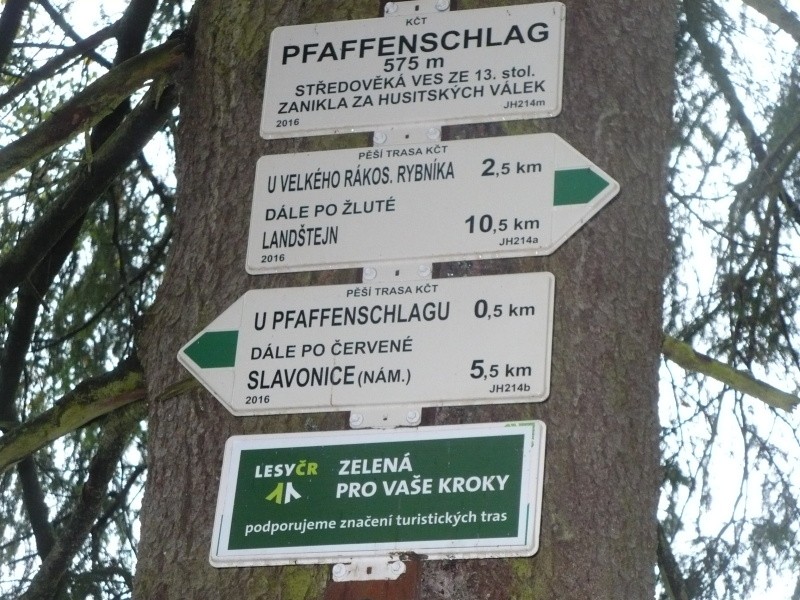 KČT
PFAFFENSCHLAG
575 m
STŘEDOVĚKÁ VES ZE 13. stol.
ZANIKLA ZA HUSITSKÝCH VÁLEK
2016 JH214m
PĚŠÍ TRASA KČT
U VELKÉHO RÁKOS. RYBNÍKA 2,5 km
DÁLE PO ŽLUTÉ
LANDŠTEJN 10,5 km
2016 JH214a
PĚŠÍ TRASA KČT
U PFAFFENSCHLAGU 0,5 km
DÁLE PO ČERVENÉ
SLAVONICE (NÁM.) 5,5 km
2016 JH214b
LESY ČR ZELENÁ
PRO VAŠE KROKY
podporujeme značení turistických tras